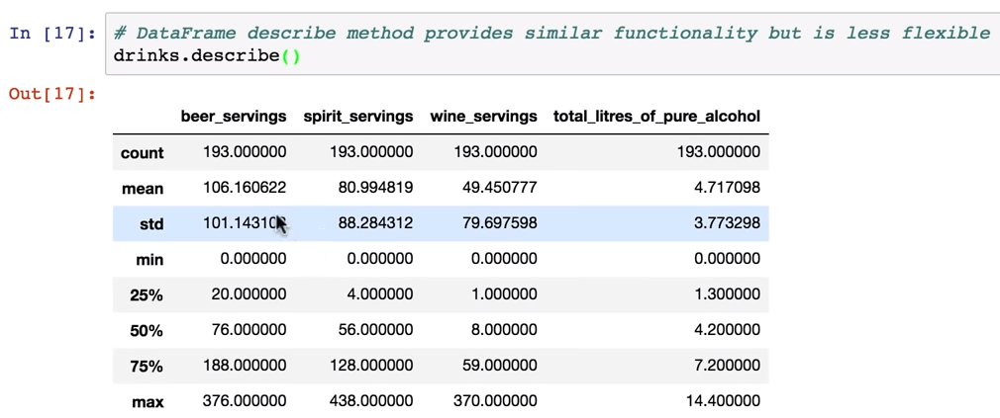 In [17]: # DataFrame describe method provides similar functionality but is less flexible
drinks.describe()
Out[17]:
beer_servings spirit_servings wine_servings total_litres_of_pure_alcohol
count 193.000000 193.000000 193.000000 193.000000
mean 106.160622 80.994819 49.450777 4.717098
std 88.284312 79.697598 3.773298
min 0.000000 0.000000 0.000000 0.000000
25% 20.000000 4.000000 1.000000 1.300000
50% 76.000000 56.000000 8.000000 4.200000
75% 188.000000 128.000000 59.000000 7.200000
max 376.000000 438.000000 370.000000 14.400000